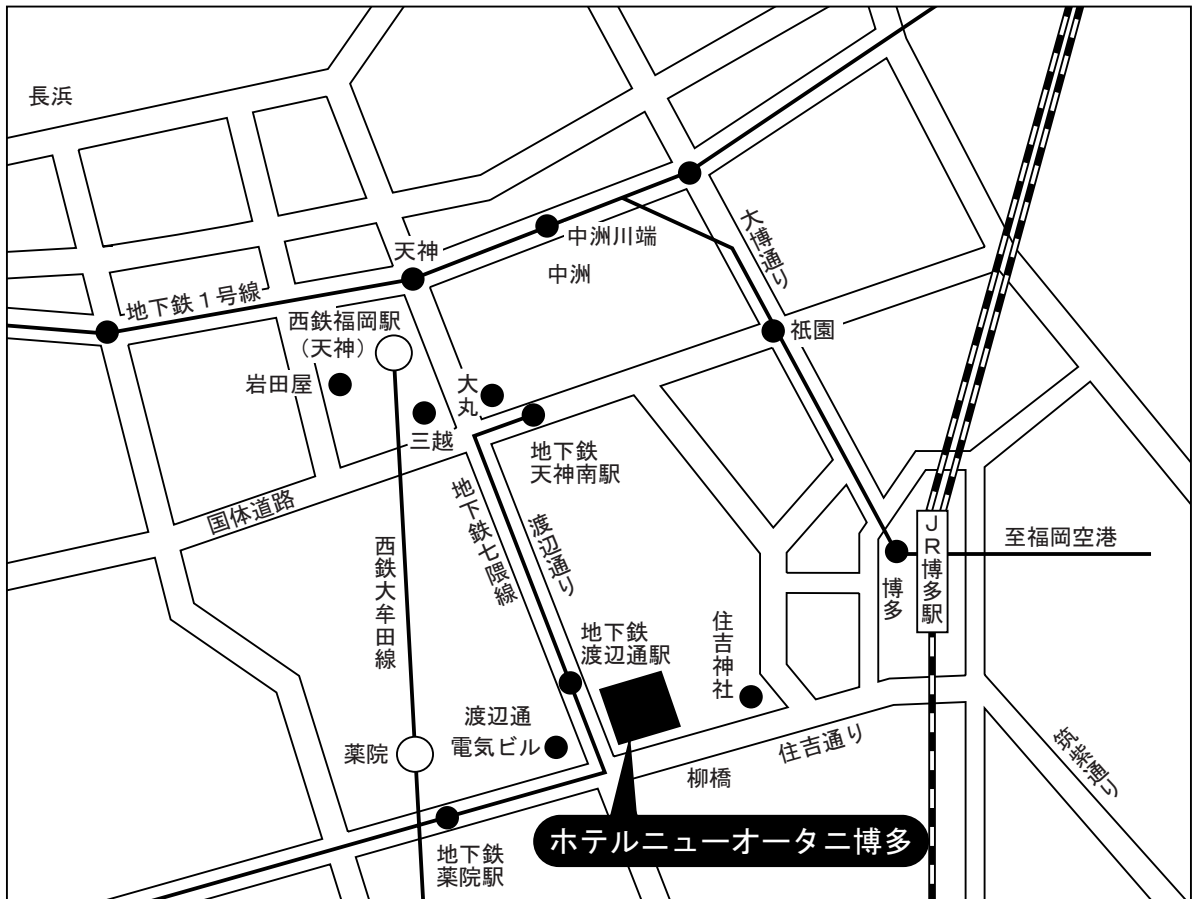 長浜
天神
中洲川端
中洲
大博通り
地下鉄1号線
西鉄福岡駅
（天神）
祇園
岩田屋
大丸
三越
地下鉄
天神南駅
国体道路
地下鉄七隈線
渡辺通り
西鉄大牟田線
JR博多駅
至福岡空港
博多
地下鉄
渡辺通駅
住吉神社
渡辺通
電気ビル
薬院
住吉通り
筑紫通り
柳橋
ホテルニューオータニ博多
地下鉄
薬院駅